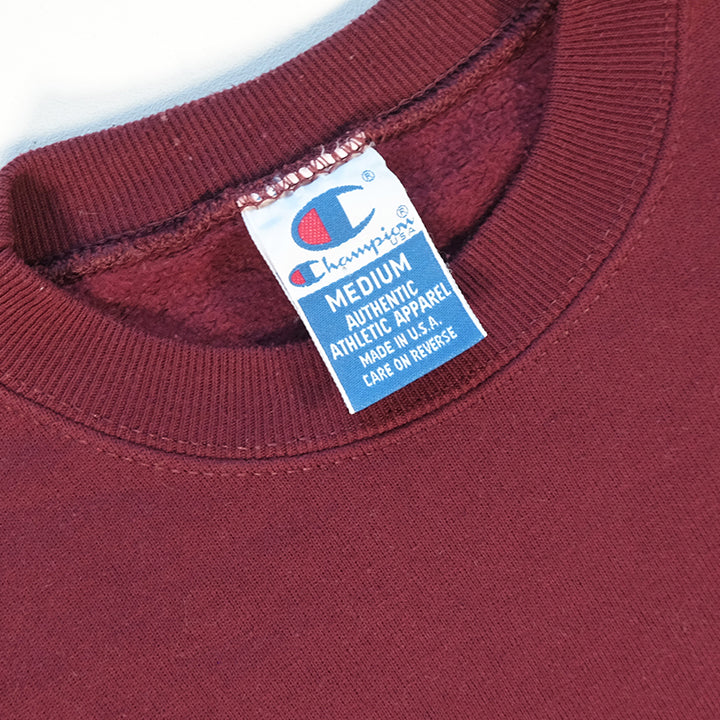 ®
Champion®
USA
MEDIUM
AUTHENTIC
ATHLETIC APPAREL
MADE IN U.S.A.
CARE ON REVERSE